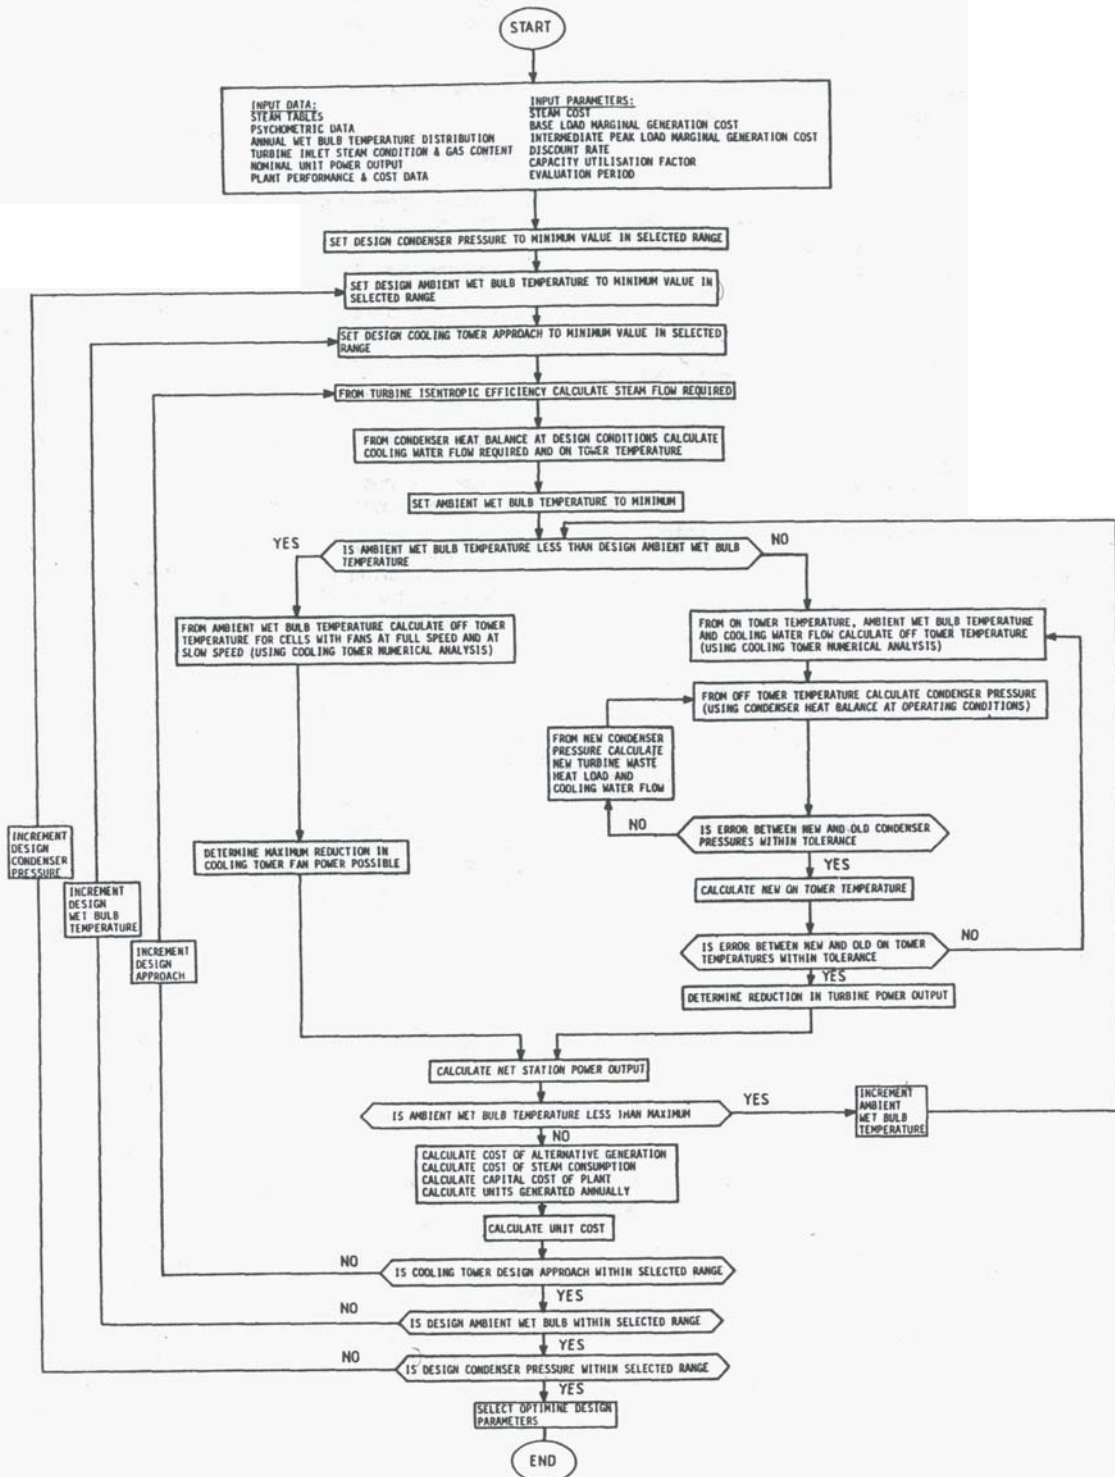 START
INPUT DATA:
STEAM TABLES
PSYCHOMETRIC DATA
ANNUAL WET BULB TEMPERATURE DISTRIBUTION
TURBINE INLET STEAM CONDITION & GAS CONTENT
NOMINAL UNIT POWER OUTPUT
PLANT PERFORMANCE & COST DATA
INPUT PARAMETERS:
STEAM COST
BASE LOAD MARGINAL GENERATION COST
INTERMEDIATE PEAK LOAD MARGINAL GENERATION COST
DISCOUNT RATE
CAPACITY UTILISATION FACTOR
EVALUATION PERIOD
SET DESIGN CONDENSER PRESSURE TO MINIMUM VALUE IN SELECTED RANGE
SET DESIGN AMBIENT WET BULB TEMPERATURE TO MINIMUM VALUE IN
SELECTED RANGE
SET DESIGN COOLING TOWER APPROACH TO MINIMUM VALUE IN SELECTED
RANGE
FROM TURBINE ISENTROPIC EFFICIENCY CALCULATE STEAM FLOW REQUIRED
FROM CONDENSER HEAT BALANCE AT DESIGN CONDITIONS CALCULATE
COOLING WATER FLOW REQUIRED AND ON TOWER TEMPERATURE
SET AMBIENT WET BULB TEMPERATURE TO MINIMUM
YES
IS AMBIENT WET BULB TEMPERATURE LESS THAN DESIGN AMBIENT WET BULB
TEMPERATURE
NO
FROM AMBIENT WET BULB TEMPERATURE CALCULATE OFF TOWER
TEMPERATURE FOR CELLS WITH FANS AT FULL SPEED AND AT
SLOW SPEED (USING COOLING TOWER NUMERICAL ANALYSIS)
FROM ON TOWER TEMPERATURE, AMBIENT WET BULB TEMPERATURE
AND COOLING WATER FLOW CALCULATE OFF TOWER TEMPERATURE
(USING COOLING TOWER NUMERICAL ANALYSIS)
FROM OFF TOWER TEMPERATURE CALCULATE CONDENSER PRESSURE
(USING CONDENSER HEAT BALANCE AT OPERATING CONDITIONS)
FROM NEW CONDENSER
PRESSURE CALCULATE
NEW TURBINE WASTE
HEAT LOAD AND
COOLING WATER FLOW
NO
IS ERROR BETWEEN NEW AND OLD CONDENSER
PRESSURES WITHIN TOLERANCE
YES
DETERMINE MAXIMUM REDUCTION IN
COOLING TOWER FAN POWER POSSIBLE
CALCULATE NEW ON TOWER TEMPERATURE
IS ERROR BETWEEN NEW AND OLD ON TOWER
TEMPERATURES WITHIN TOLERANCE
NO
YES
DETERMINE REDUCTION IN TURBINE POWER OUTPUT
INCREMENT
DESIGN
CONDENSER
PRESSURE
INCREMENT
DESIGN
WET BULB
TEMPERATURE
INCREMENT
DESIGN
APPROACH
CALCULATE NET STATION POWER OUTPUT
IS AMBIENT WET BULB TEMPERATURE LESS THAN MAXIMUM
YES
INCREMENT
AMBIENT
WET BULB
TEMPERATURE
NO
CALCULATE COST OF ALTERNATIVE GENERATION
CALCULATE COST OF STEAM CONSUMPTION
CALCULATE CAPITAL COST OF PLANT
CALCULATE UNITS GENERATED ANNUALLY
CALCULATE UNIT COST
NO
IS COOLING TOWER DESIGN APPROACH WITHIN SELECTED RANGE
YES
NO
IS DESIGN AMBIENT WET BULB WITHIN SELECTED RANGE
YES
NO
IS DESIGN CONDENSER PRESSURE WITHIN SELECTED RANGE
YES
SELECT OPTIMINE DESIGN
PARAMETERS
END